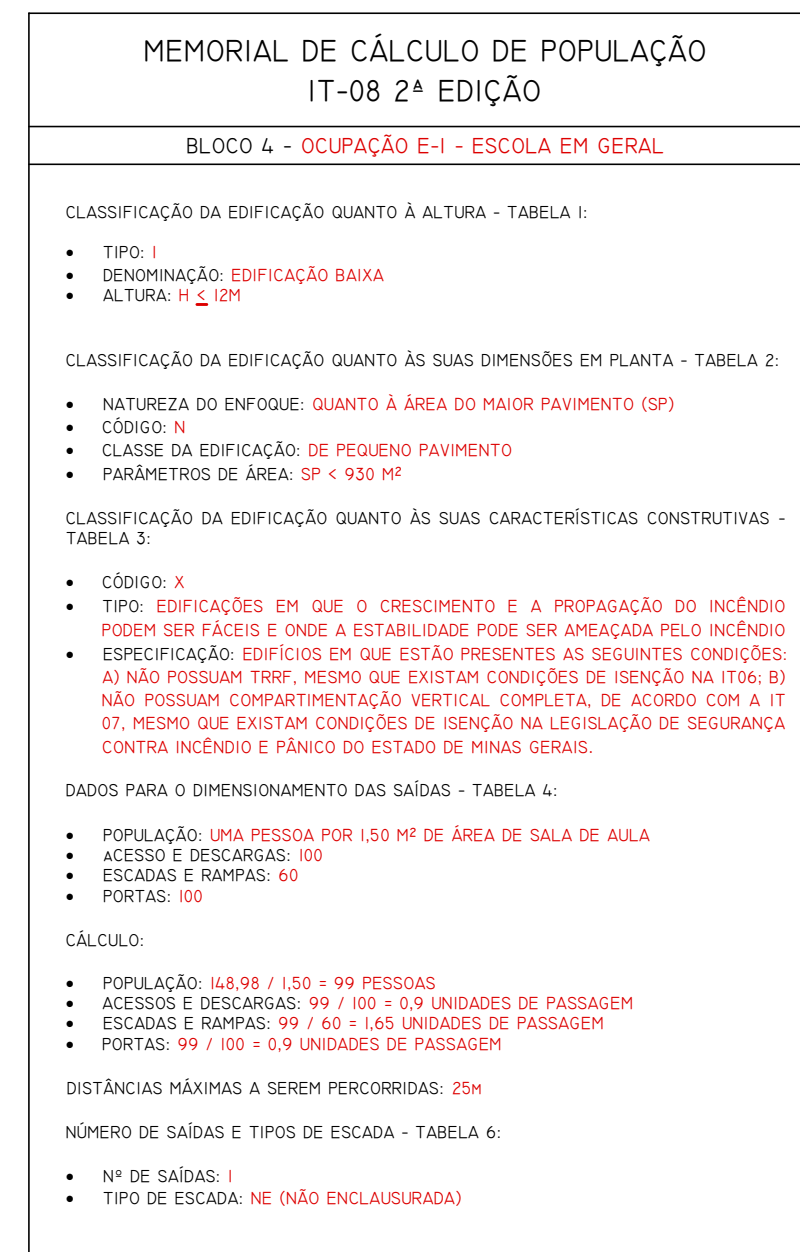 MEMORIAL DE CÁLCULO DE POPULAÇÃO
IT-08 2ª EDIÇÃO
BLOCO 4 - OCUPAÇÃO E-1 - ESCOLA EM GERAL
CLASSIFICAÇÃO DA EDIFICAÇÃO QUANTO À ALTURA - TABELA 1:
• TIPO: I
• DENOMINAÇÃO: EDIFICAÇÃO BAIXA
• ALTURA: H ≤ 12M
CLASSIFICAÇÃO DA EDIFICAÇÃO QUANTO ÀS SUAS DIMENSÕES EM PLANTA - TABELA 2:
• NATUREZA DO ENFOQUE: QUANTO À ÁREA DO MAIOR PAVIMENTO (SP)
• CÓDIGO: N
• CLASSE DA EDIFICAÇÃO: DE PEQUENO PAVIMENTO
• PARÂMETROS DE ÁREA: SP < 930 M²
CLASSIFICAÇÃO DA EDIFICAÇÃO QUANTO ÀS SUAS CARACTERÍSTICAS CONSTRUTIVAS -
TABELA 3:
• CÓDIGO: X
• TIPO: EDIFICAÇÕES EM QUE O CRESCIMENTO E A PROPAGAÇÃO DO INCÊNDIO
PODEM SER FÁCEIS E ONDE A ESTABILIDADE PODE SER AMEAÇADA PELO INCÊNDIO
• ESPECIFICAÇÃO: EDIFÍCIOS EM QUE ESTÃO PRESENTES AS SEGUINTES CONDIÇÕES:
A) NÃO POSSUAM TRRF, MESMO QUE EXISTAM CONDIÇÕES DE ISENÇÃO NA IT06; B)
NÃO POSSUAM COMPARTIMENTAÇÃO VERTICAL COMPLETA, DE ACORDO COM A IT
07, MESMO QUE EXISTAM CONDIÇÕES DE ISENÇÃO NA LEGISLAÇÃO DE SEGURANÇA
CONTRA INCÊNDIO E PÂNICO DO ESTADO DE MINAS GERAIS.
DADOS PARA O DIMENSIONAMENTO DAS SAÍDAS - TABELA 4:
• POPULAÇÃO: UMA PESSOA POR 1,50 M² DE ÁREA DE SALA DE AULA
• ACESSO E DESCARGAS: 100
• ESCADAS E RAMPAS: 60
• PORTAS: 100
CÁLCULO:
• POPULAÇÃO: 148,98 / 1,50 = 99 PESSOAS
• ACESSOS E DESCARGAS: 99 / 100 = 0,9 UNIDADES DE PASSAGEM
• ESCADAS E RAMPAS: 99 / 60 = 1,65 UNIDADES DE PASSAGEM
• PORTAS: 99 / 100 = 0,9 UNIDADES DE PASSAGEM
DISTÂNCIAS MÁXIMAS A SEREM PERCORRIDAS: 25M
NÚMERO DE SAÍDAS E TIPOS DE ESCADA - TABELA 6:
• Nº DE SAÍDAS: 1
• TIPO DE ESCADA: NE (NÃO ENCLAUSURADA)